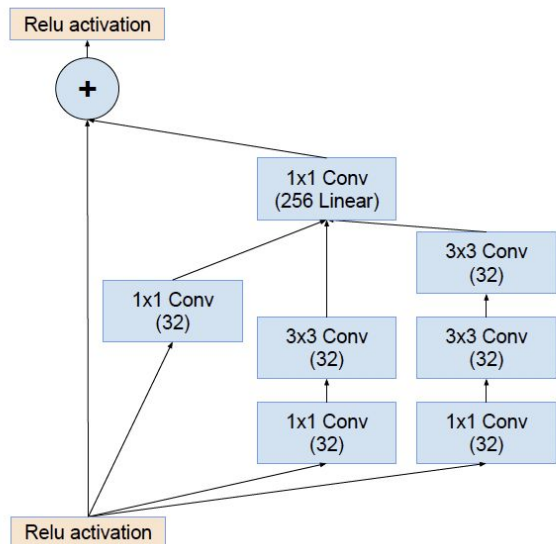 Relu activation
+
1x1 Conv
(256 Linear)
3x3 Conv
(32)
1x1 Conv
(32)
3x3 Conv
(32)
3x3 Conv
(32)
1x1 Conv
(32)
1x1 Conv
(32)
Relu activation